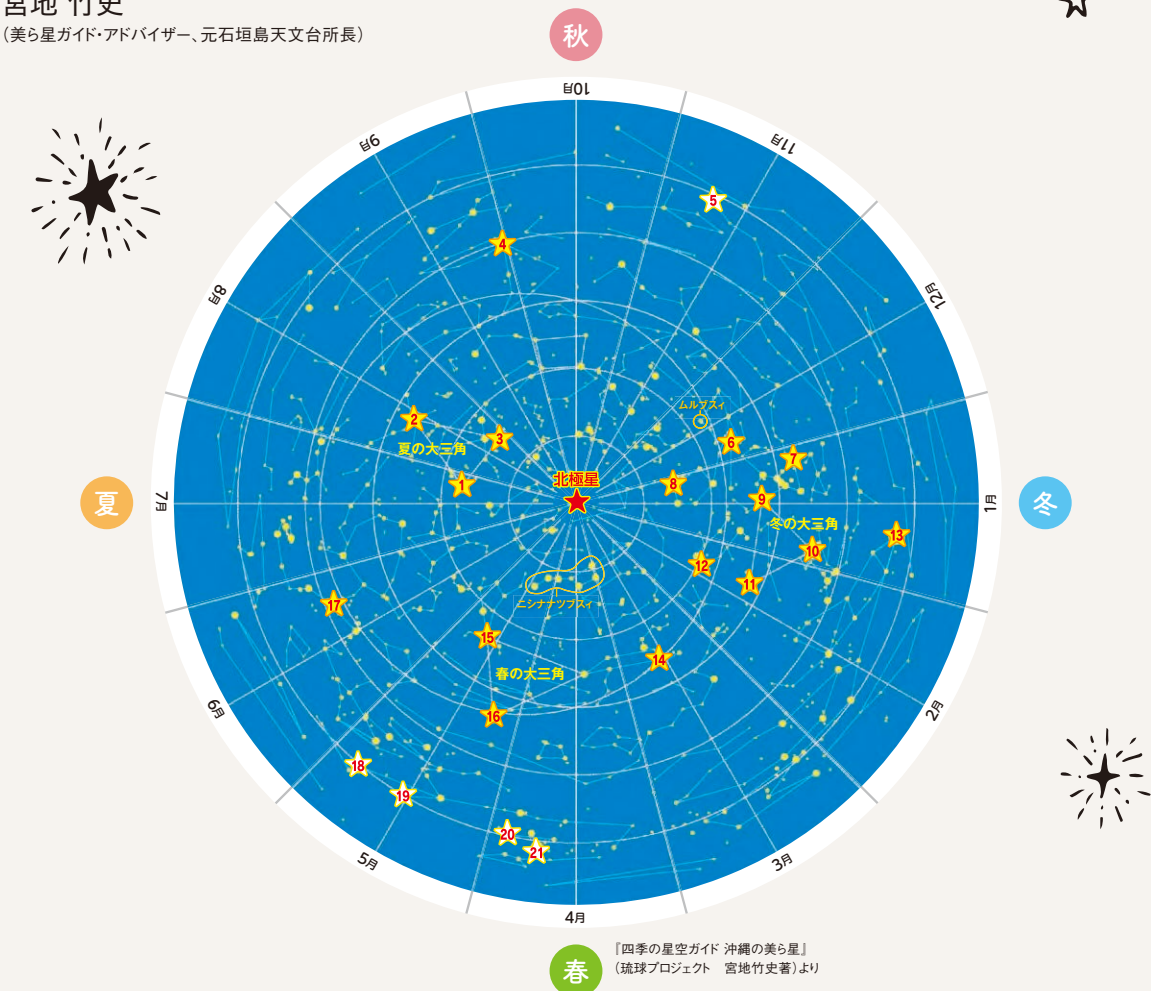 宮地 竹史
（美ら星ガイド・アドバイザー、元石垣島天文台所長）
秋
10月
9月
11月
5
4
8月
12月
ムルブスィ
2
夏の大三角
3
6
7
1
北極星
8
9
夏
7月
1月
冬
冬の大三角
10
13
12
11
ニシナナツブスィ
17
15
14
春の大三角
16
6月
2月
18
19
20
21
5月
3月
4月
春
『四季の星空ガイド 沖縄の美ら星』
（琉球プロジェクト　宮地竹史著）より